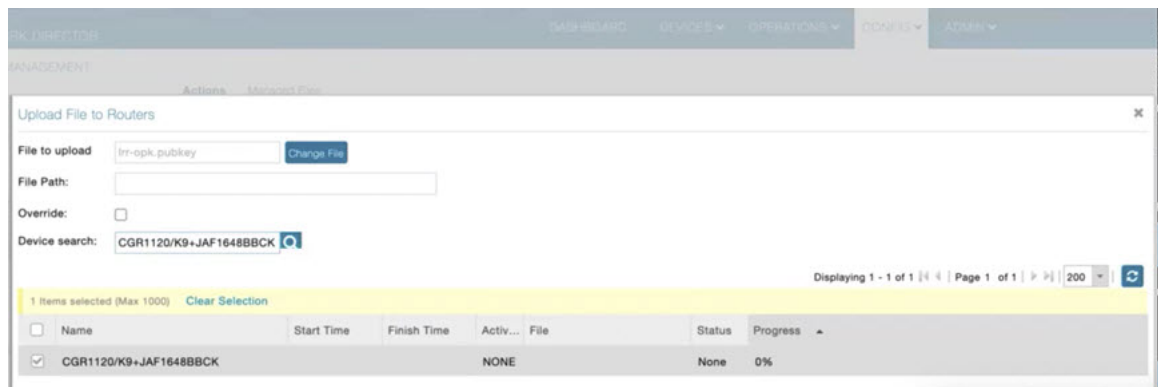 RK DIRECTOR
DASHBOARD DEVICES OPERATIONS CONFIG ADMIN
MANAGEMENT
Actions Managed Files
Upload File to Routers
File to upload lrr-opk.pubkey Change File
File Path:
Override:
Device search: CGR1120/K9+JAF1648BBCK
Displaying 1 - 1 of 1 | Page 1 of 1 | 200
1 Items selected (Max 1000) Clear Selection
Name Start Time Finish Time Activ... File Status Progress
CGR1120/K9+JAF1648BBCK NONE None 0%